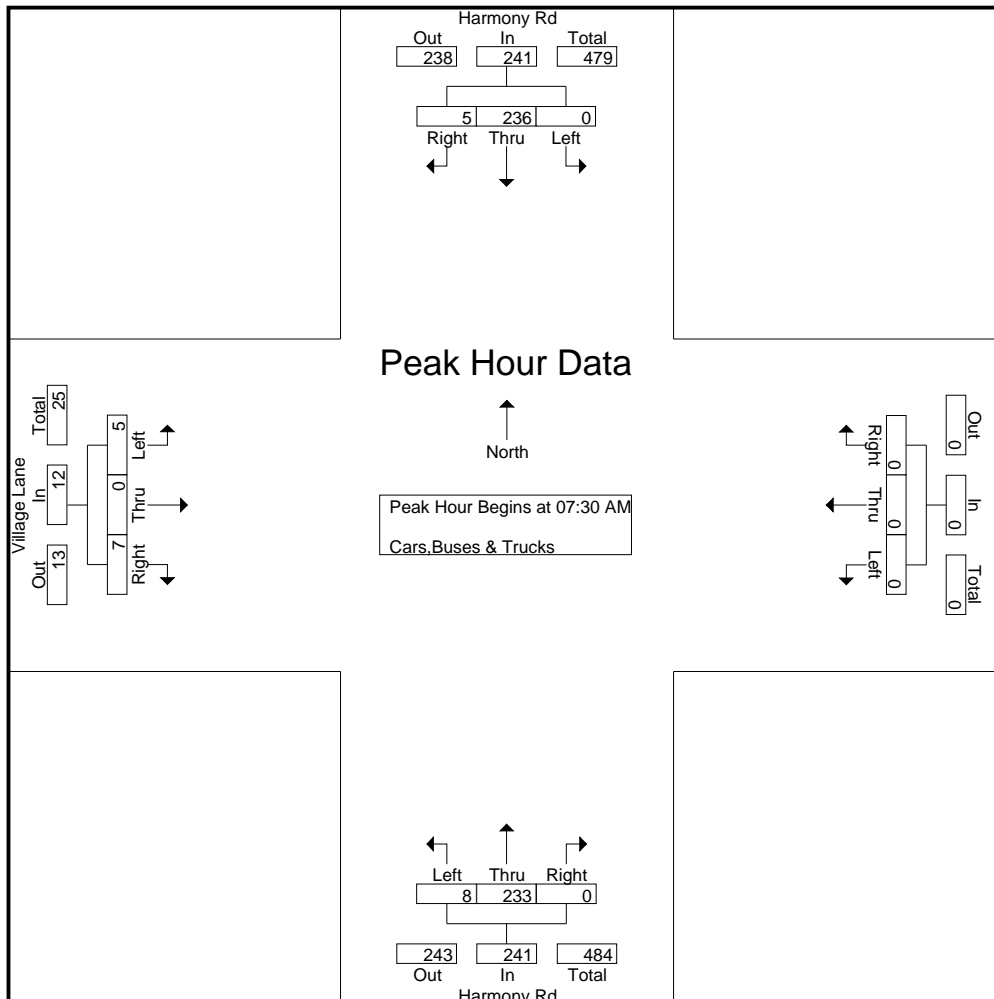 Harmony Rd
Out In Total
238 241 479
5 236 0
Right Thru Left
Peak Hour Data
North
Peak Hour Begins at 07:30 AM
Cars,Buses & Trucks
Village Lane
Out In Total
13 12 25
5 0 7
Left Thru Right
Right Thru Left
0 0 0
Out In Total
0 0 0
Left Thru Right
8 233 0
243 241 484
Out In Total
Harmony Rd